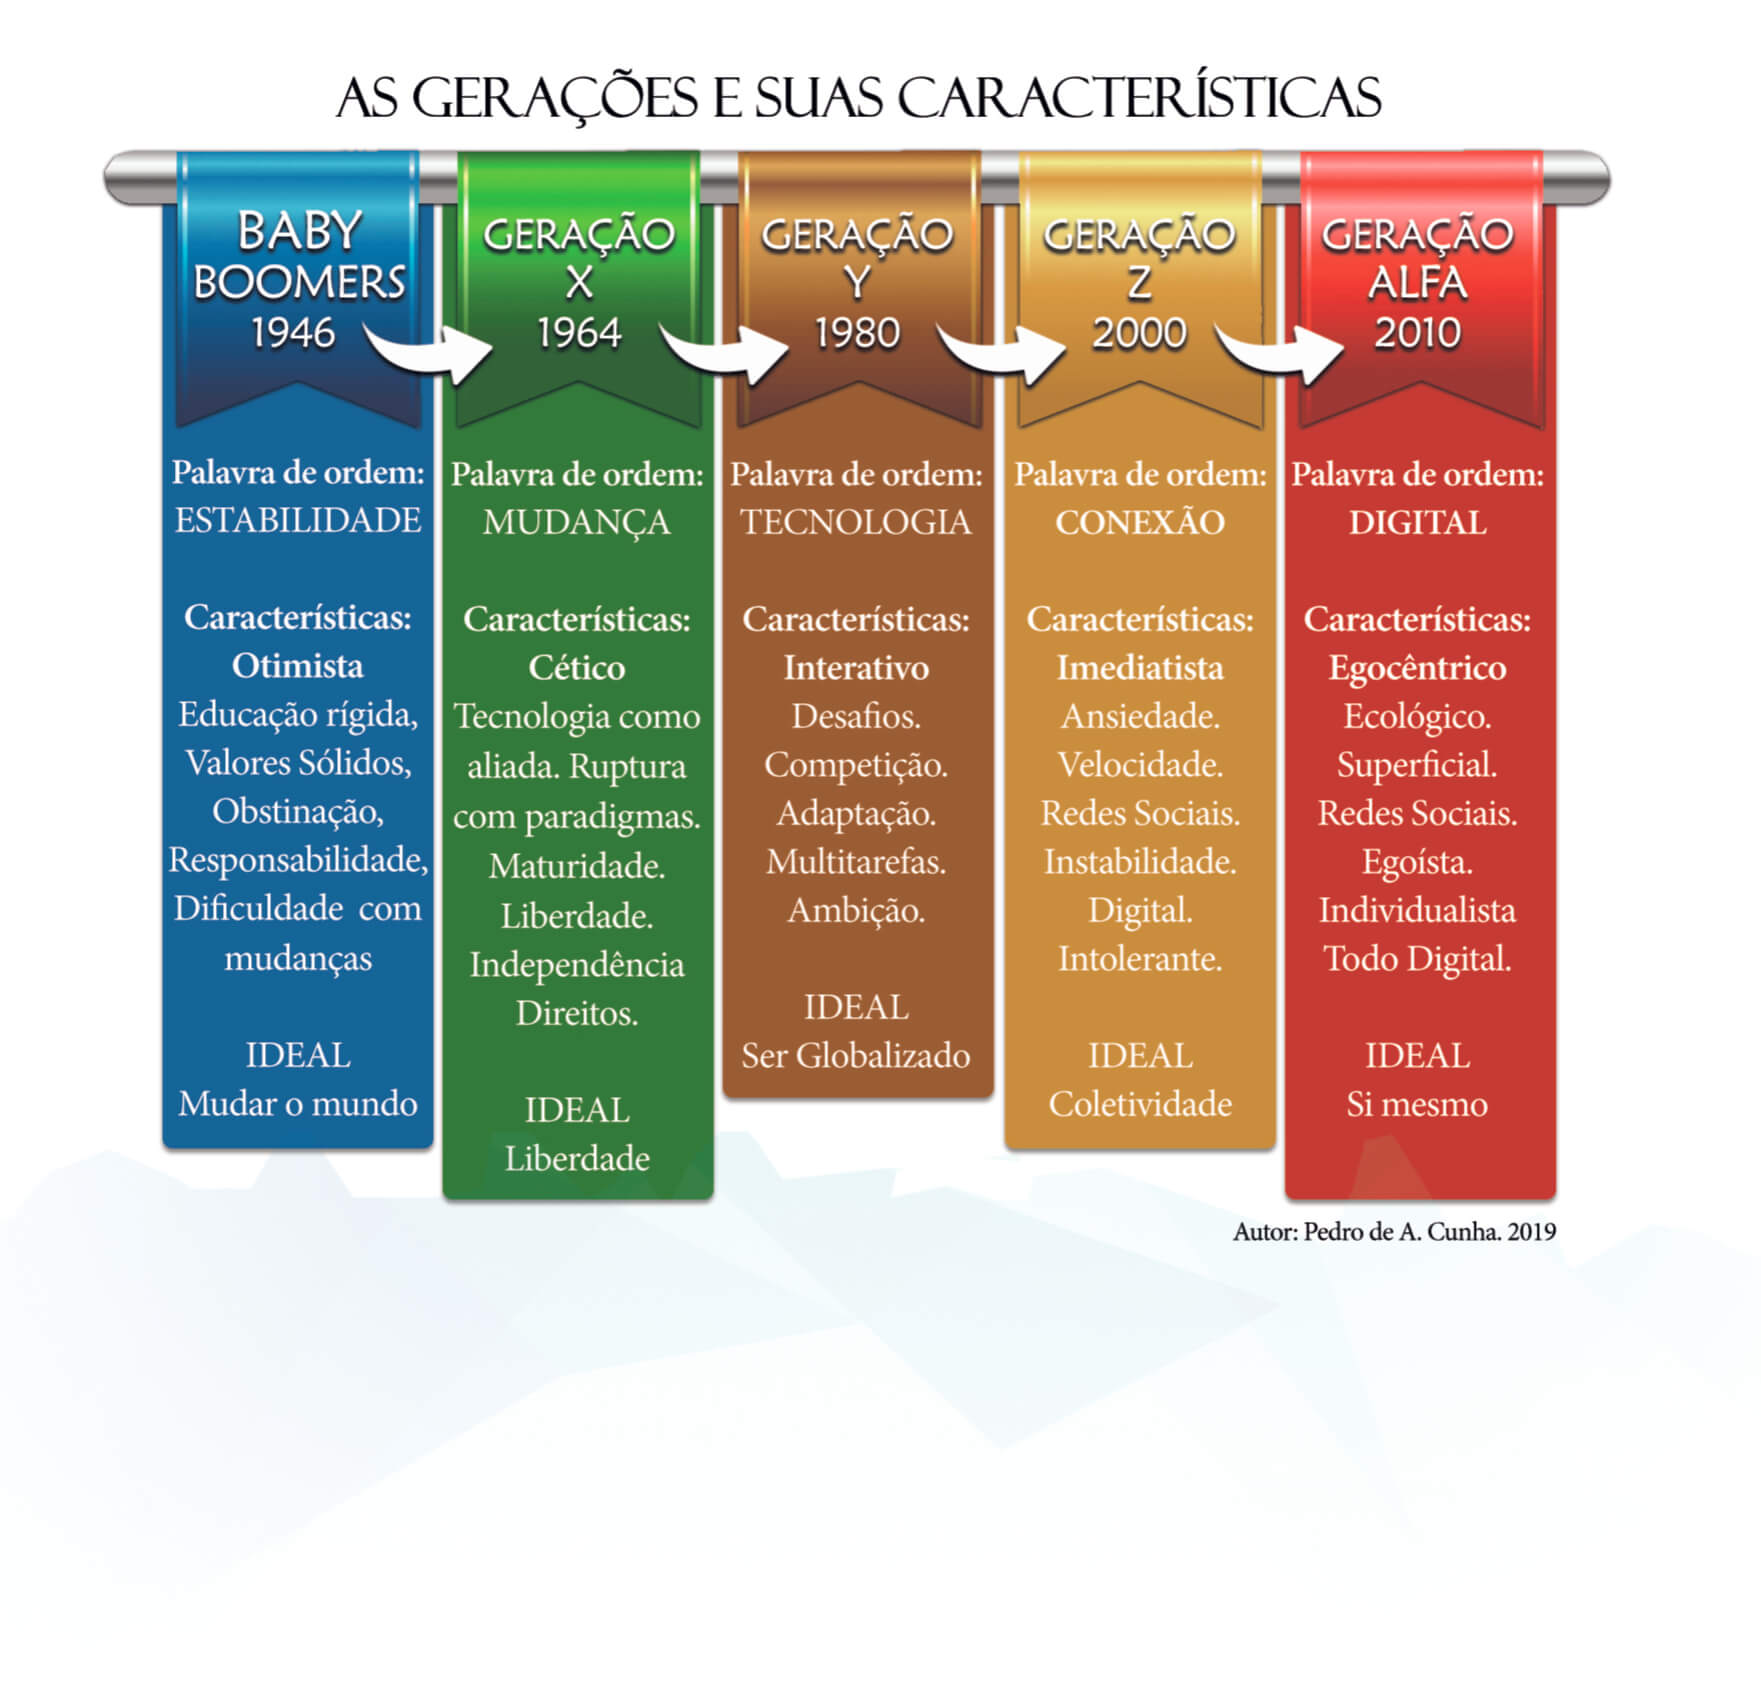 AS GERAÇÕES E SUAS CARACTERÍSTICAS
BABY
BOOMERS
1946
Palavra de ordem:
ESTABILIDADE
Características:
Otimista
Educação rígida,
Valores Sólidos,
Obstinação,
Responsabilidade,
Dificuldade com
mudanças
IDEAL
Mudar o mundo
GERAÇÃO
X
1964
Palavra de ordem:
MUDANÇA
Características:
Cético
Tecnologia como
aliada. Ruptura
com paradigmas.
Maturidade.
Liberdade.
Independência
Direitos.
IDEAL
Liberdade
GERAÇÃO
Y
1980
Palavra de ordem:
TECNOLOGIA
Características:
Interativo
Desafios.
Competição.
Adaptação.
Multitarefas.
Ambição.
IDEAL
Ser Globalizado
GERAÇÃO
Z
2000
Palavra de ordem:
CONEXÃO
Características:
Imediatista
Ansiedade.
Velocidade.
Redes Sociais.
Instabilidade.
Digital.
Intolerante.
IDEAL
Coletividade
GERAÇÃO
ALFA
2010
Palavra de ordem:
DIGITAL
Características:
Egocêntrico
Ecológico.
Superficial.
Redes Sociais.
Egoísta.
Individualista
Todo Digital.
IDEAL
Si mesmo
Autor: Pedro de A. Cunha. 2019